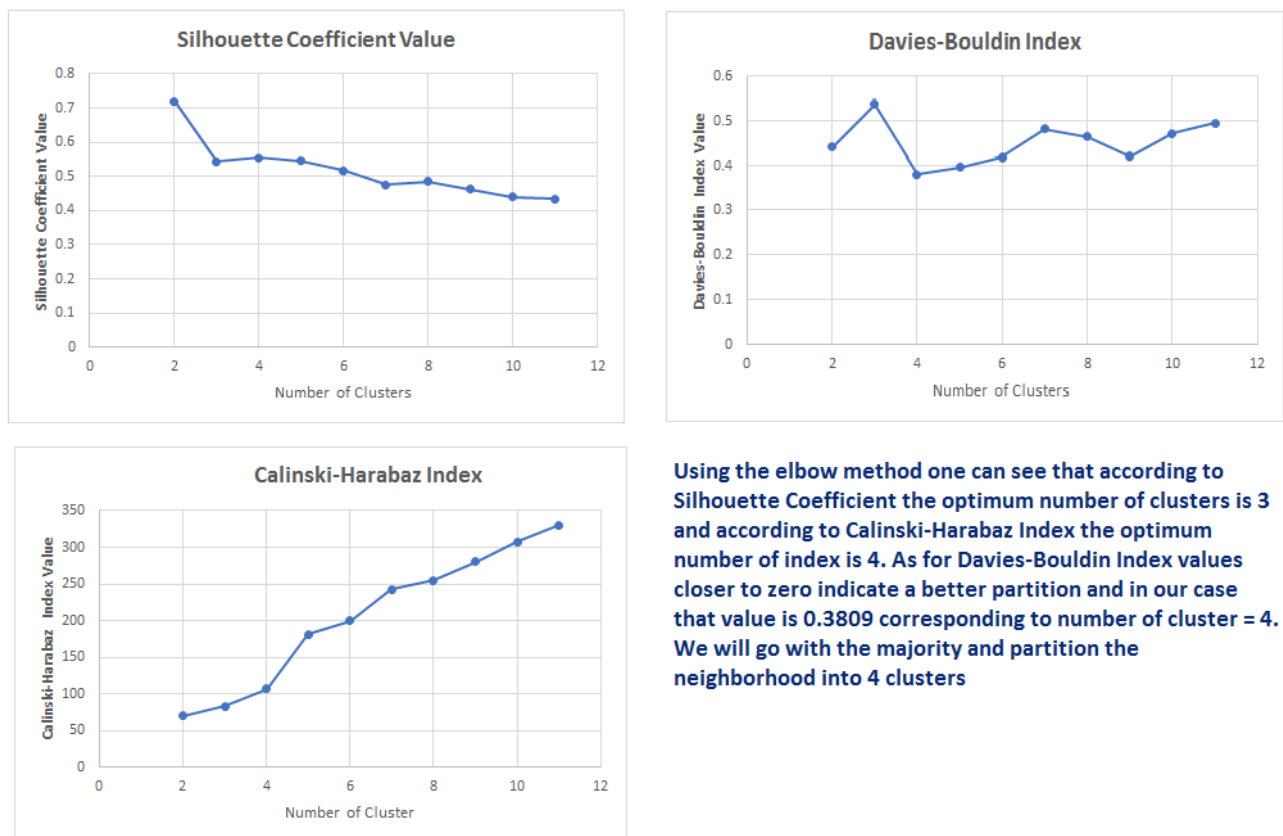 Silhouette Coefficient Value
Silhouette Coefficient Value
0.8
0.7
0.6
0.5
0.4
0.3
0.2
0.1
0
0
2
4
6
8
10
12
Number of Clusters
Davies-Bouldin Index
Davies-Bouldin Index Value
0.6
0.5
0.4
0.3
0.2
0.1
0
0
2
4
6
8
10
12
Number of Clusters
Calinski-Harabaz Index
Calinski-Harabaz Index Value
350
300
250
200
150
100
50
0
0
2
4
6
8
10
12
Number of Cluster
Using the elbow method one can see that according to
Silhouette Coefficient the optimum number of clusters is 3
and according to Calinski-Harabaz Index the optimum
number of index is 4. As for Davies-Bouldin Index values
closer to zero indicate a better partition and in our case
that value is 0.3809 corresponding to number of cluster = 4.
We will go with the majority and partition the
neighborhood into 4 clusters